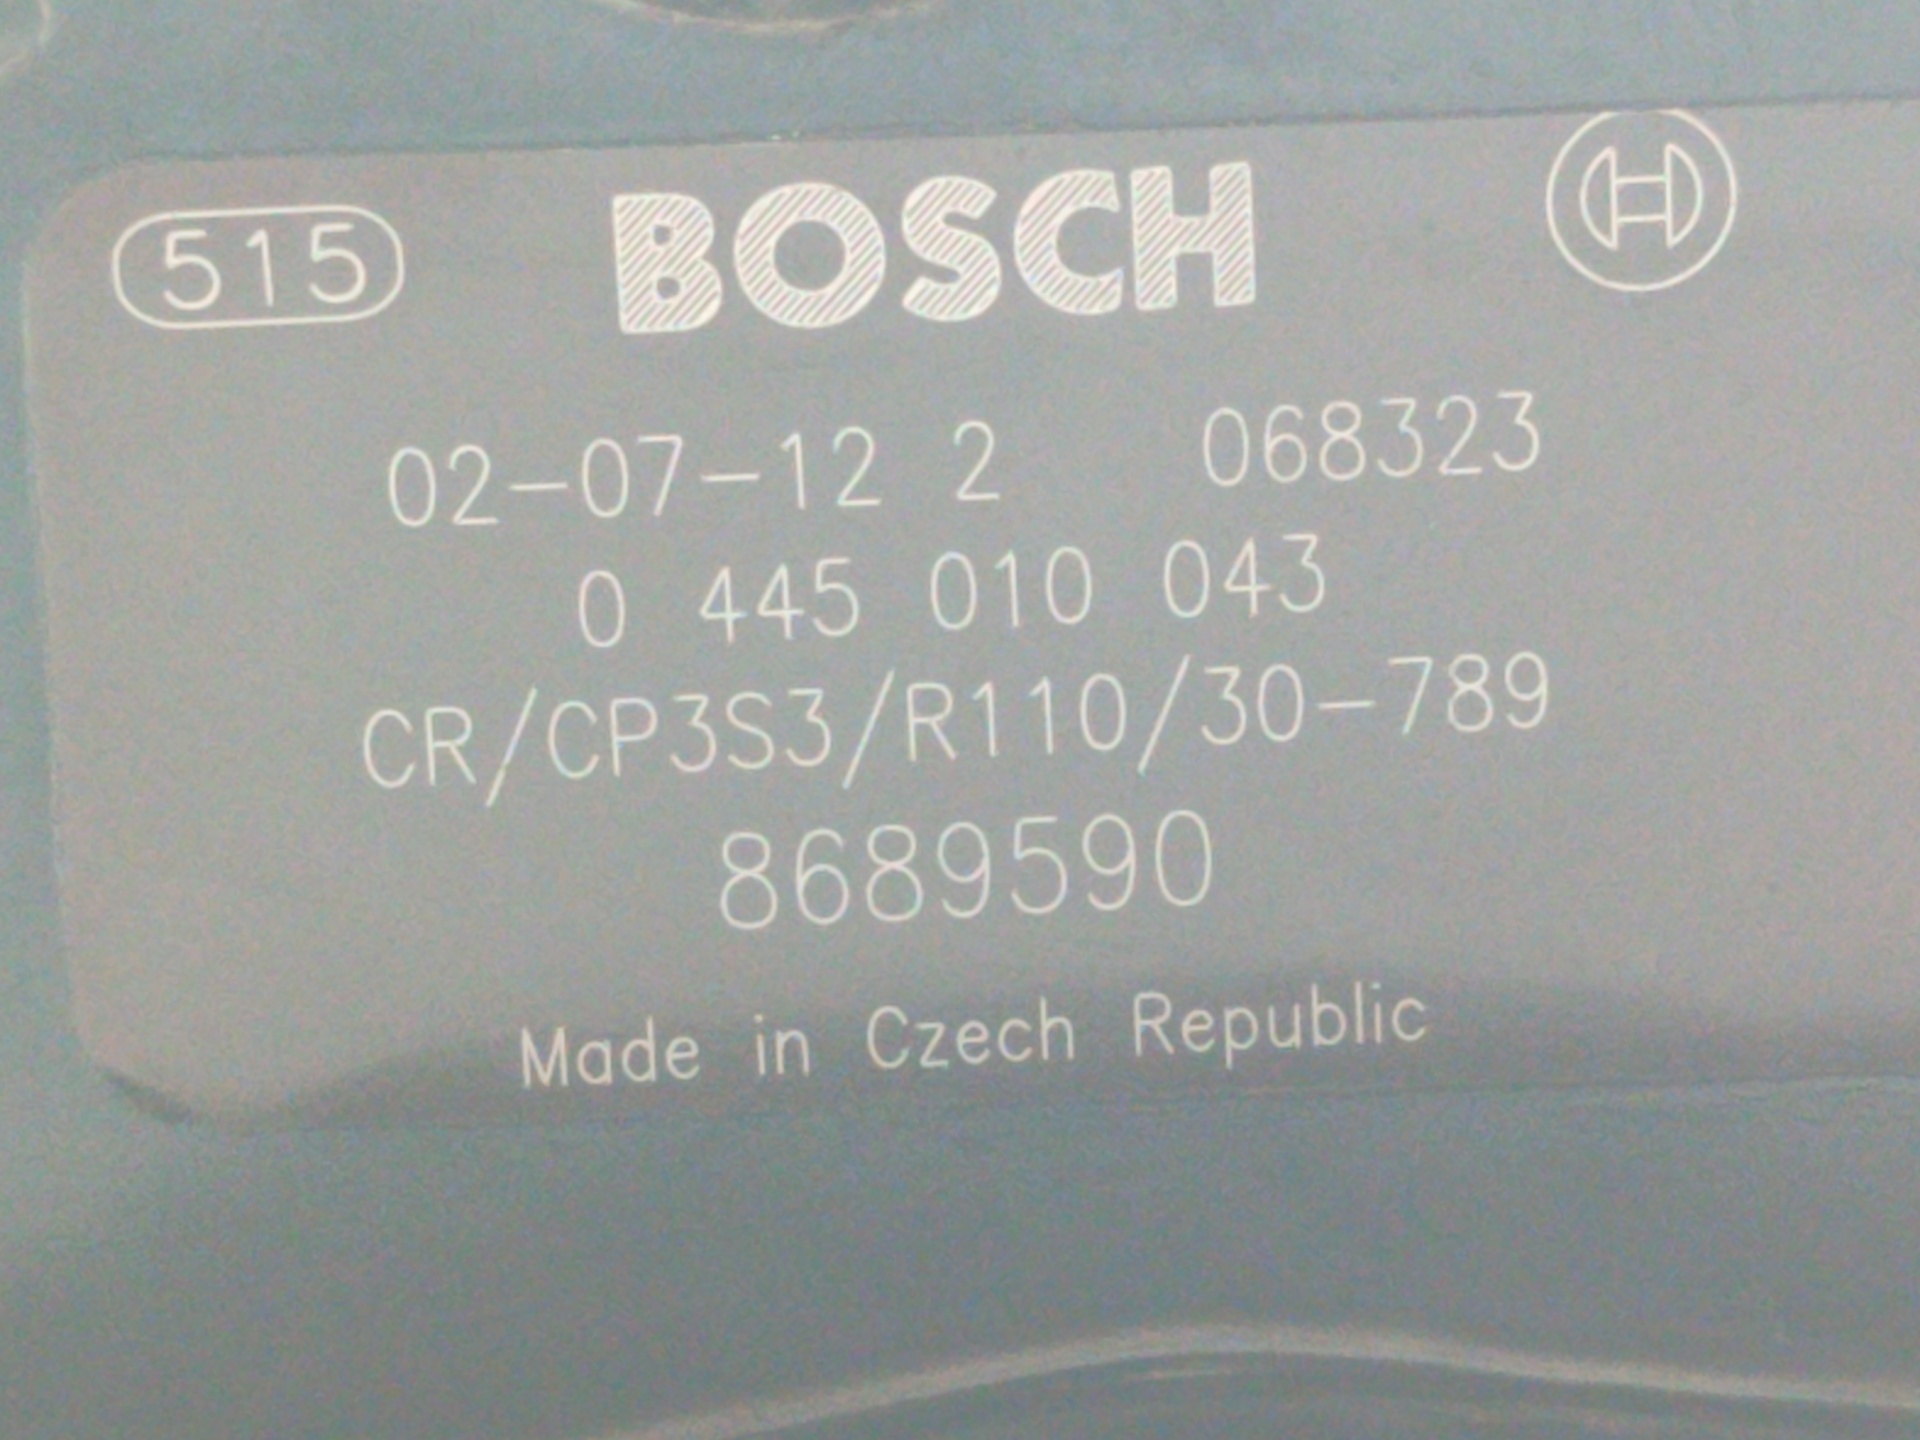 515 BOSCH
02-07-12 2 068323
0 445 010 043
CR/CP3S3/R110/30-789
8689590
Made in Czech Republic